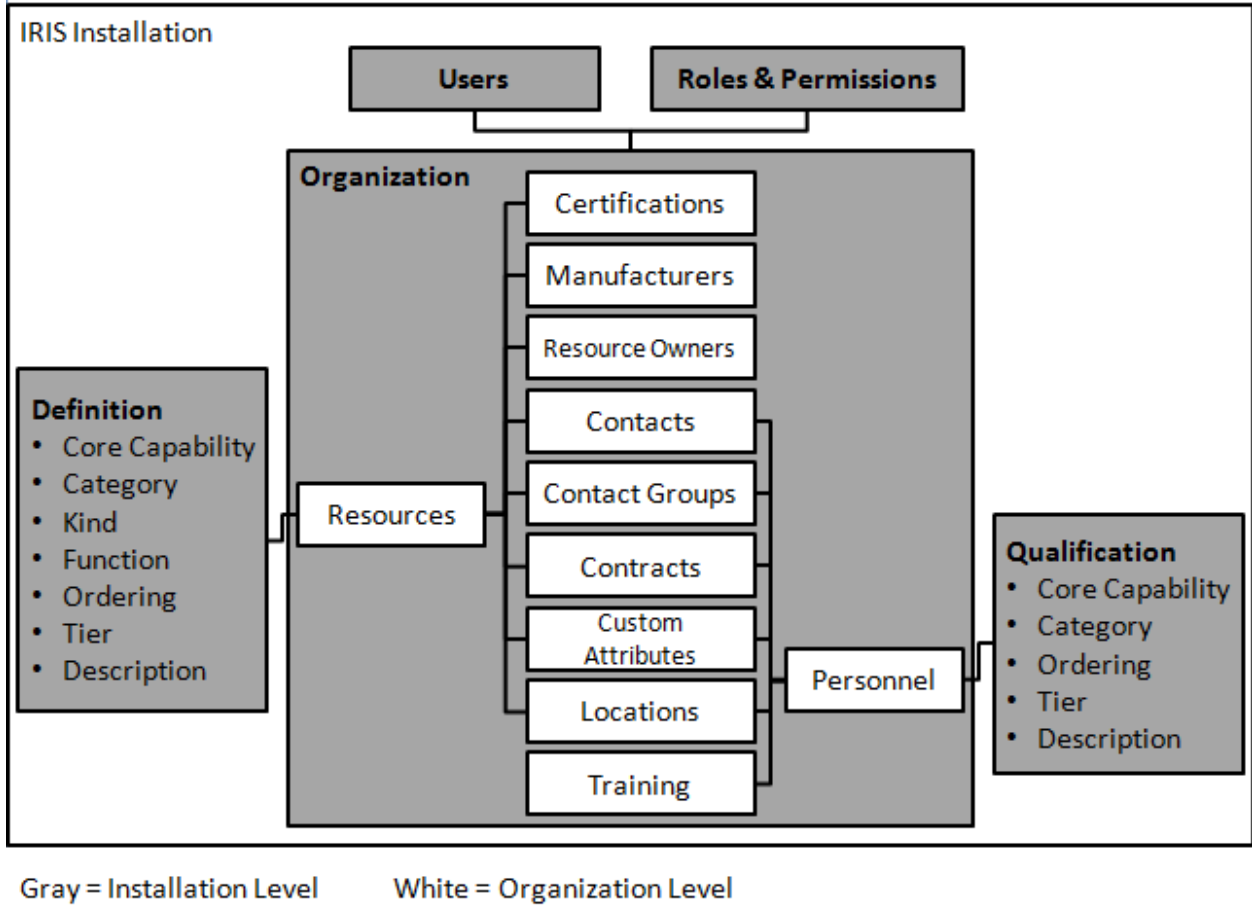 IRIS Installation
Users
Roles & Permissions
Organization
Certifications
Manufacturers
Resource Owners
Contacts
Contact Groups
Contracts
Custom
Attributes
Locations
Training
Definition
• Core Capability
• Category
• Kind
• Function
• Ordering
• Tier
• Description
Resources
Personnel
Qualification
• Core Capability
• Category
• Ordering
• Tier
• Description
Gray = Installation Level
White = Organization Level